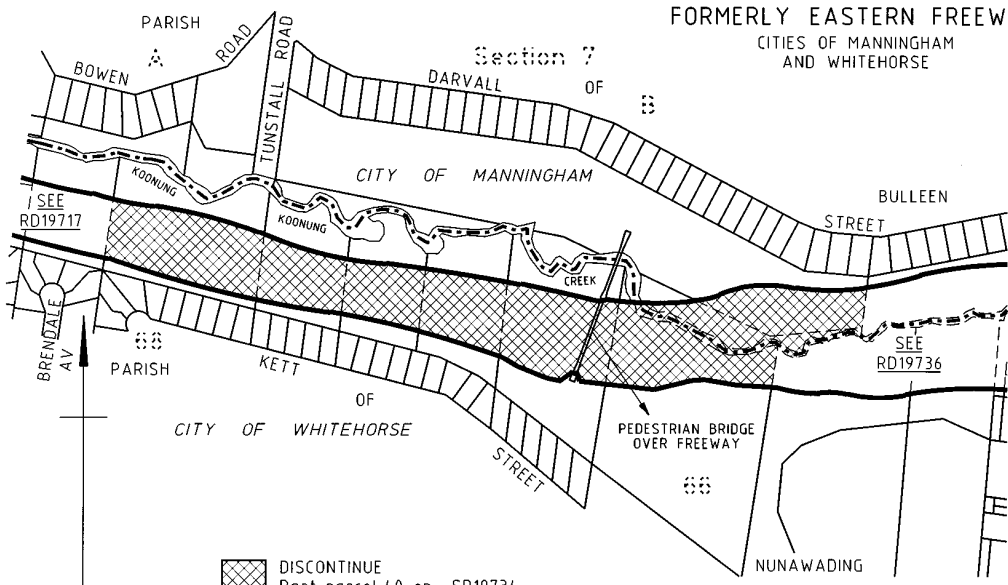 FORMERLY EASTERN FREEW
CITIES OF MANNINGHAM
AND WHITEHORSE
PARISH
A
ROAD
BOWEN
TUNSTALL ROAD
Section 7
OF
B
DARVALL
CITY OF MANNINGHAM
BULLEEN
STREET
KOONUNG
KOONUNG
CREEK
SEE
RD19717
SEE
RD19736
BRENDALE
AV
68
PARISH
KETT
OF
STREET
CITY OF WHITEHORSE
PEDESTRIAN BRIDGE
OVER FREEWAY
66
NUNAWADING
DISCONTINUE